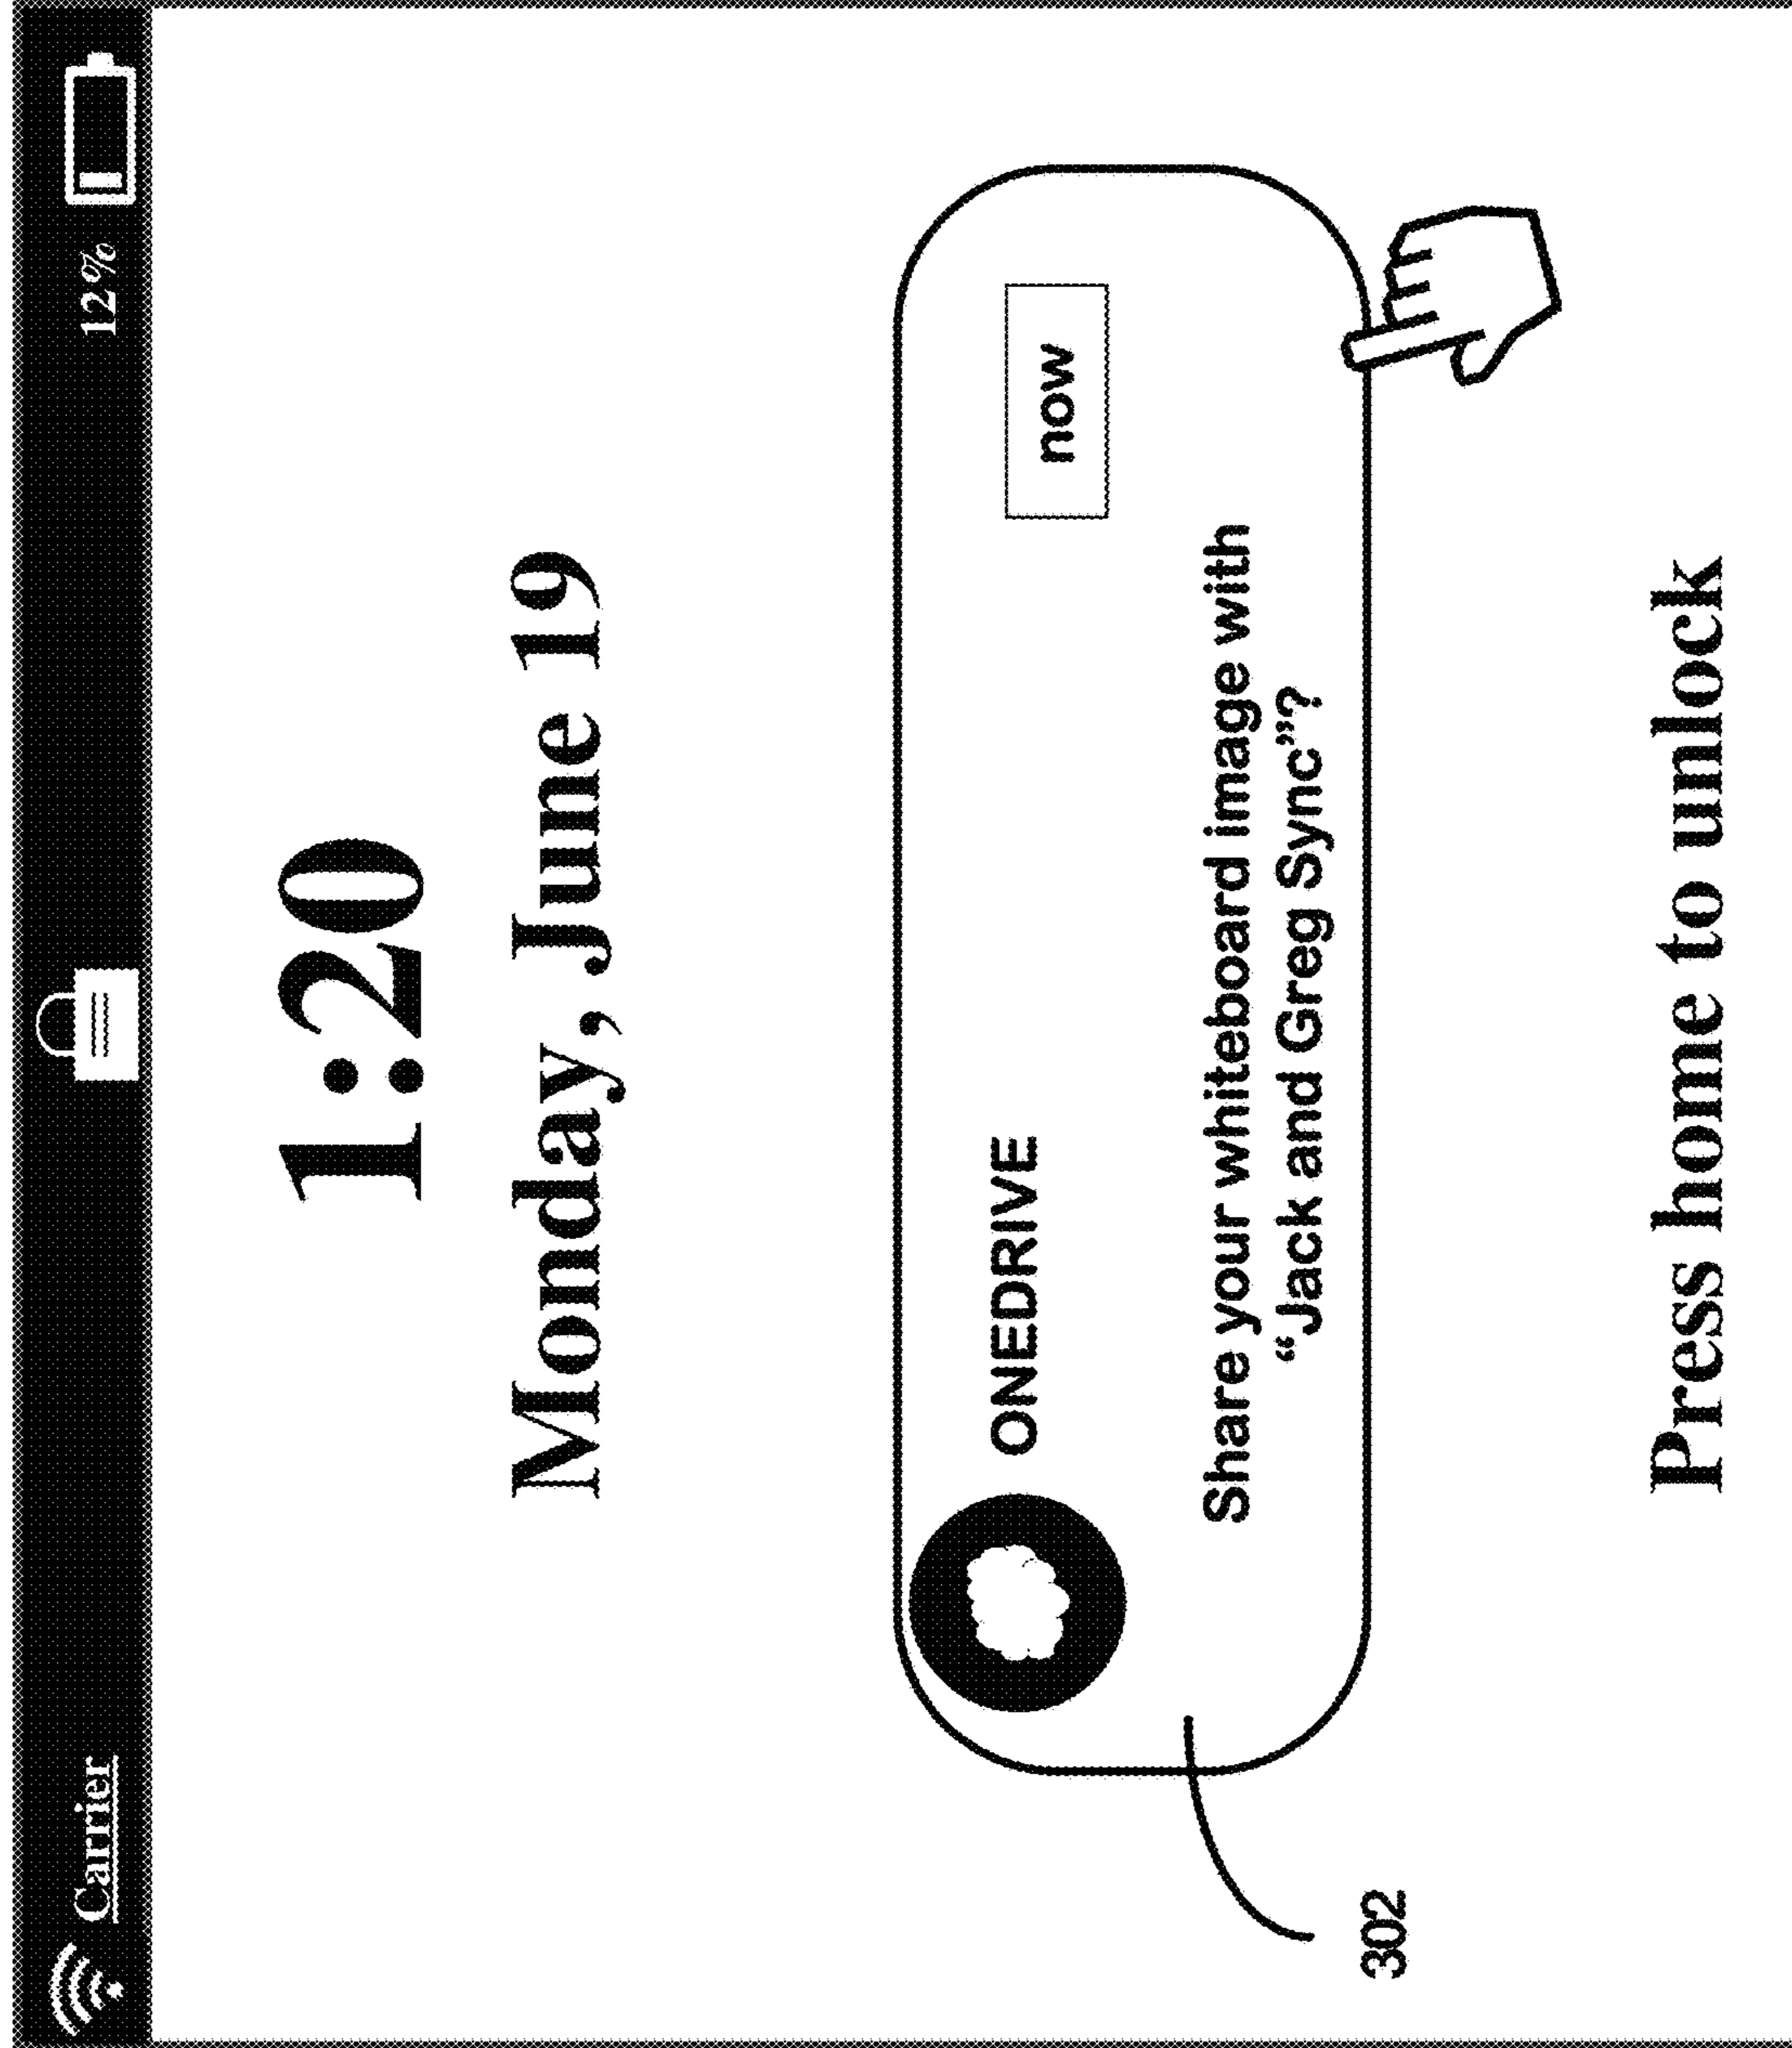 Carrier
12%
1:20
Monday, June 19
ONEDRIVE
now
Share your whiteboard image with
“Jack and Greg Sync”?
302
Press home to unlock